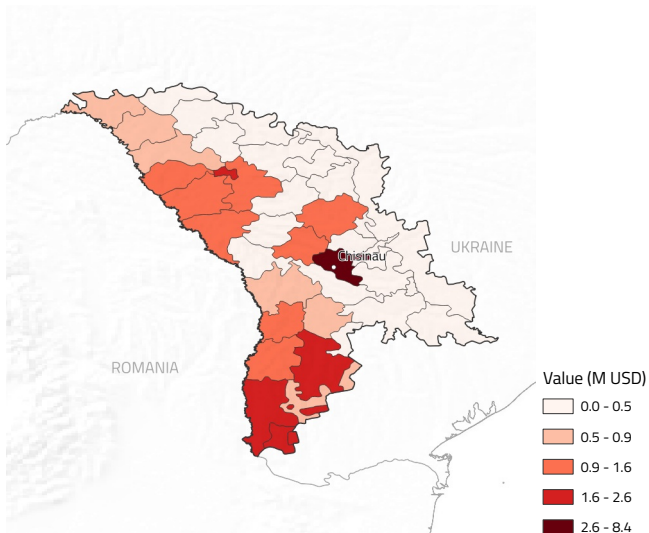 Chisinau
UKRAINE
ROMANIA
Value (M USD)
0.0 - 0.5
0.5 - 0.9
0.9 - 1.6
1.6 - 2.6
2.6 - 8.4